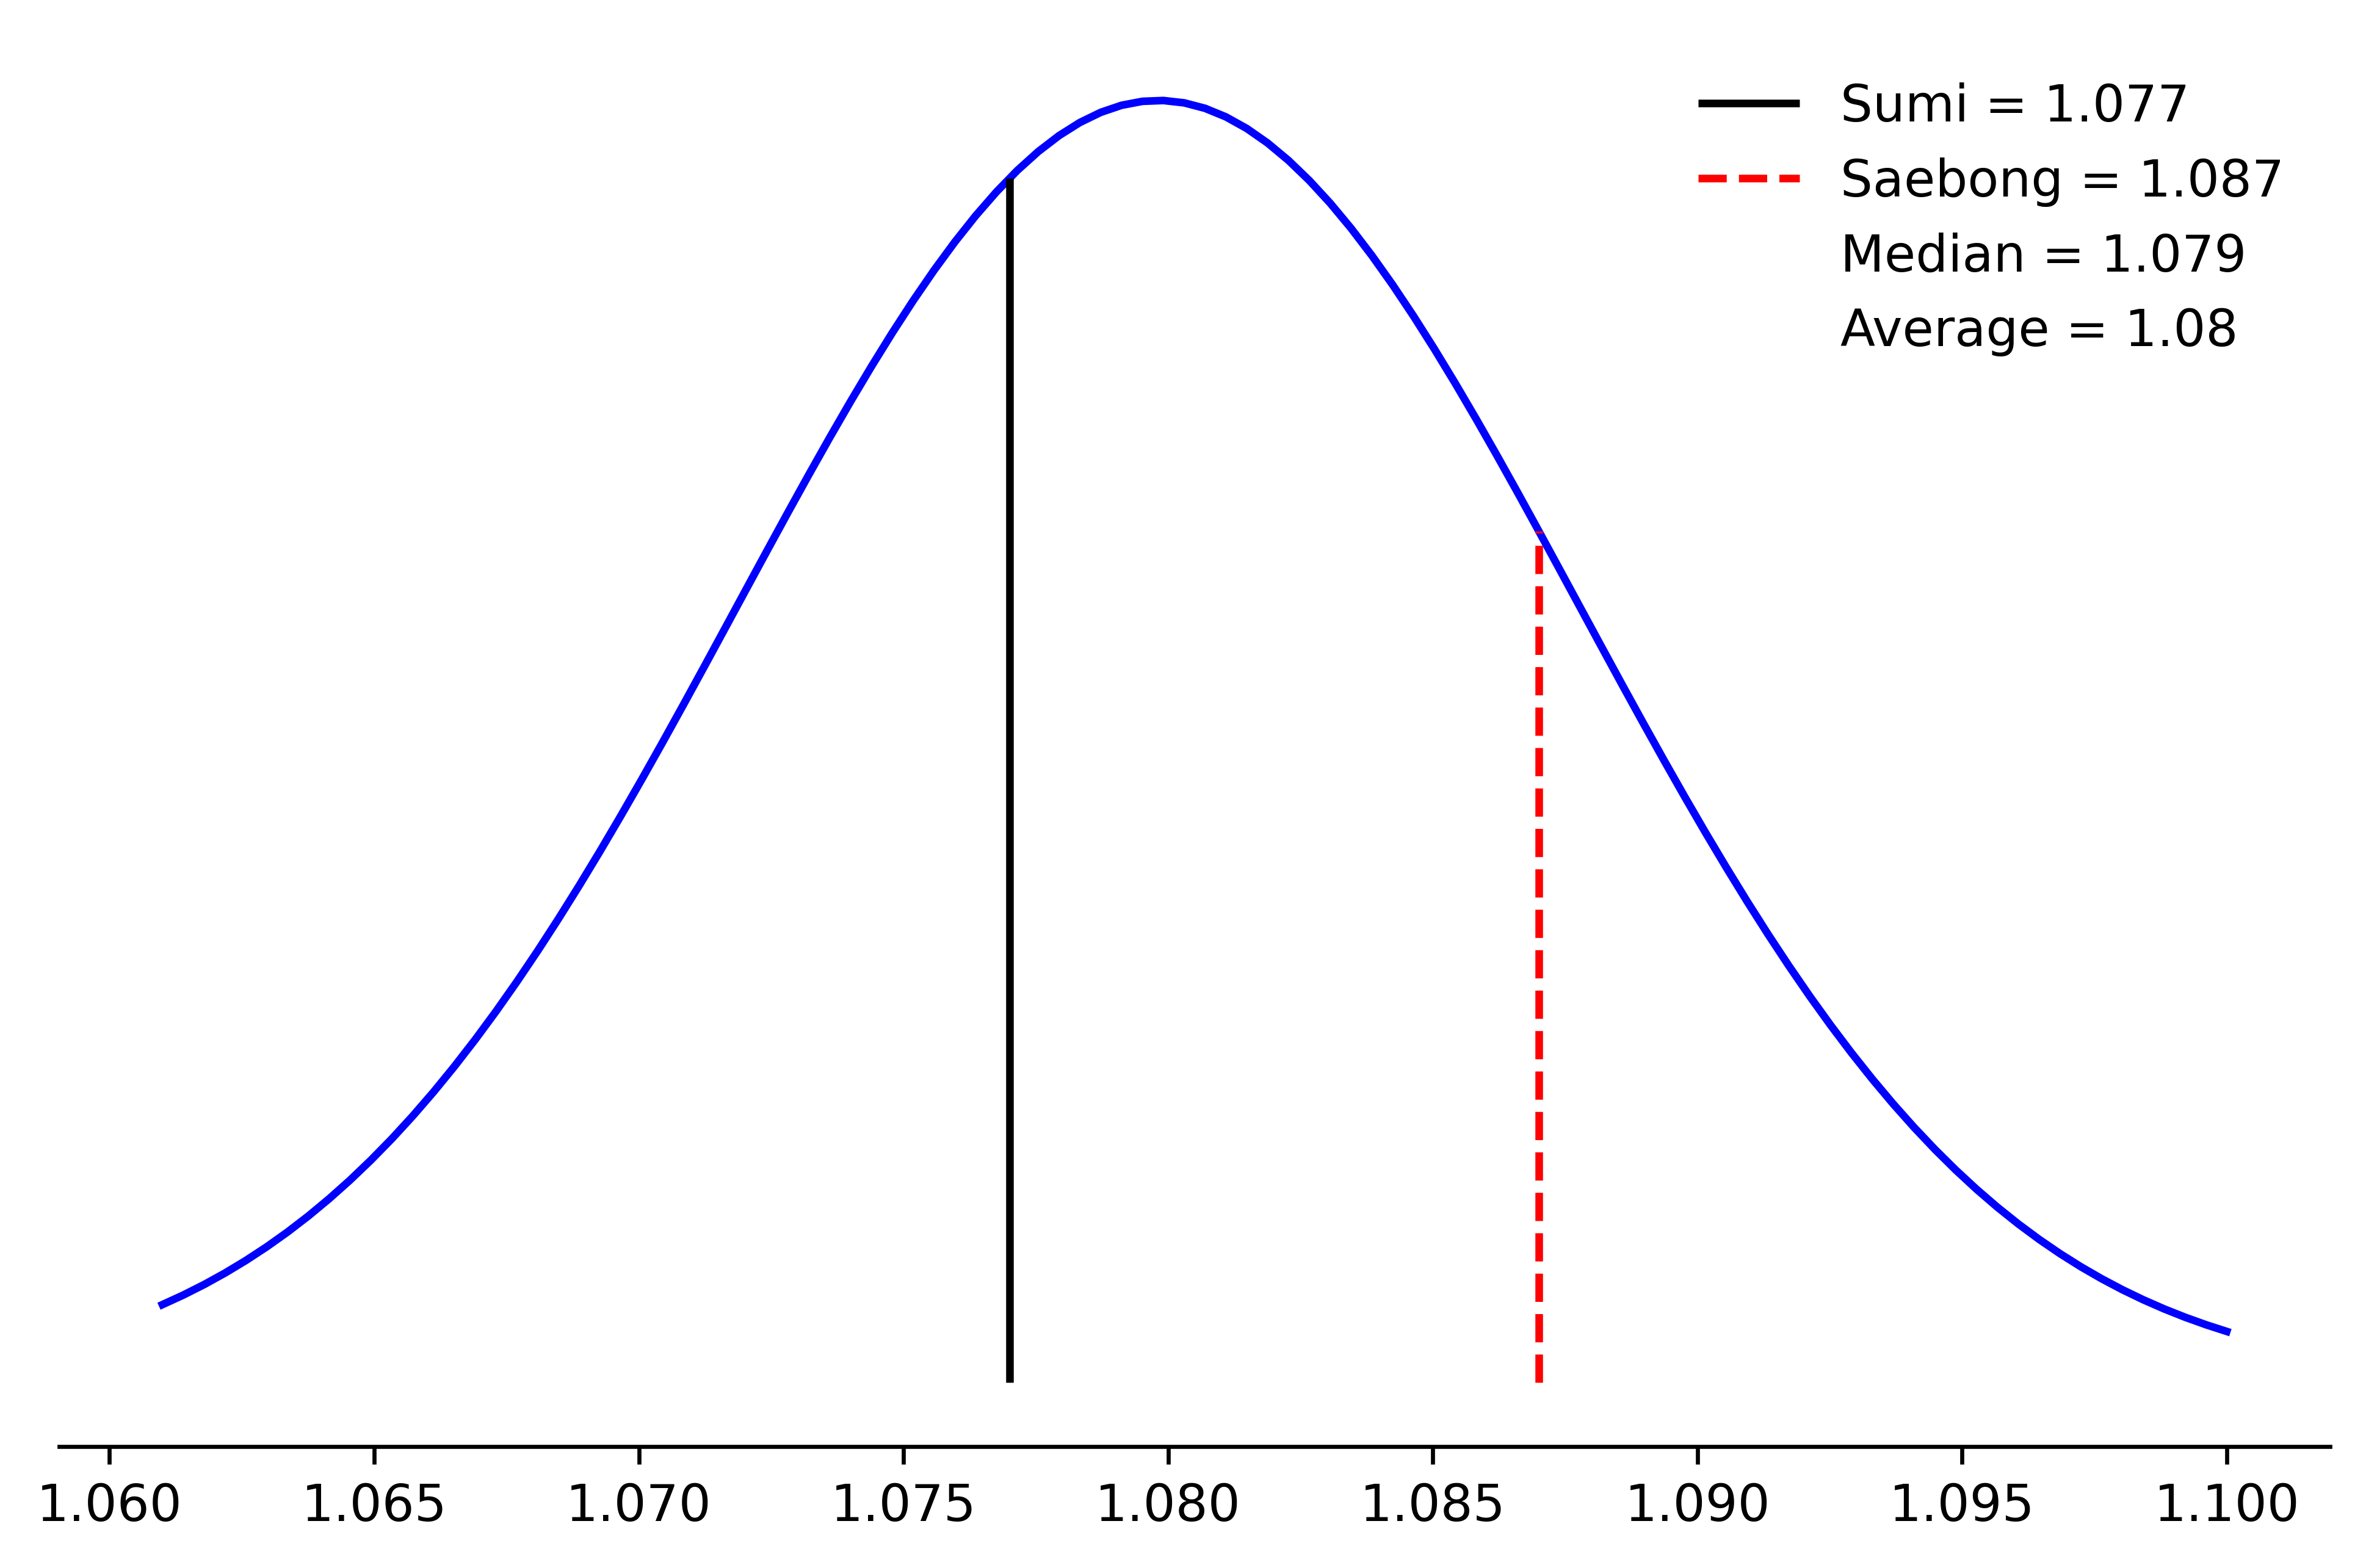 Sumi = 1.077
Saebong = 1.087
Median = 1.079
Average = 1.08
1.060 1.065 1.070 1.075 1.080 1.085 1.090 1.095 1.100